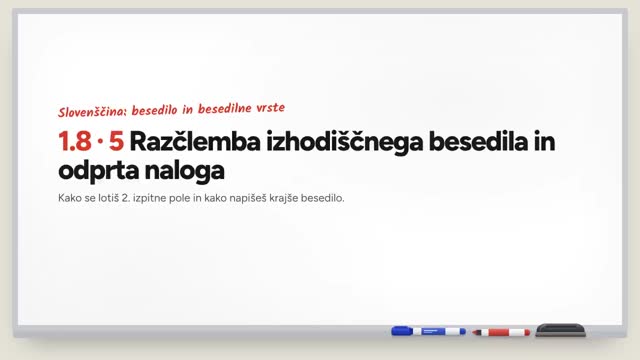 Slovenščina: besedilo in besedilne vrste
1.8 · 5 Razčlemba izhodiščnega besedila in
odprta naloga
Kako se lotiš 2. izpitne pole in kako napišeš krajše besedilo.